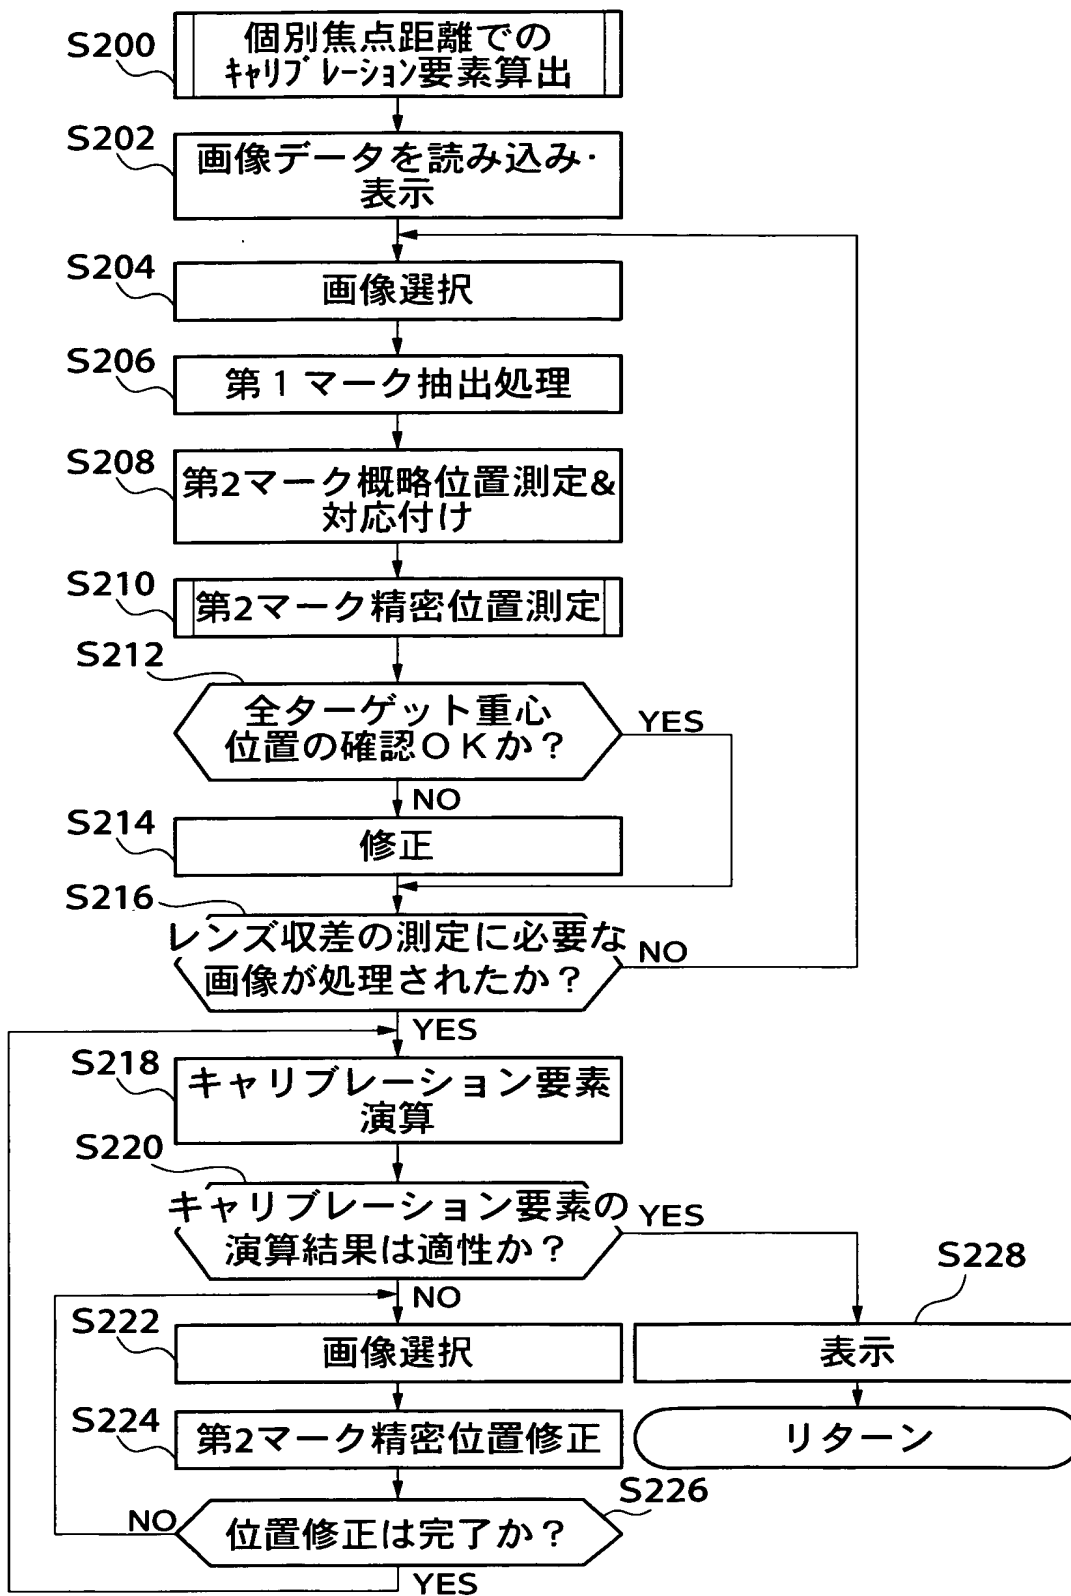 S200
個別焦点距離での
キャリブレーション要素算出
S202
画像データを読み込み・
表示
S204
画像選択
S206
第1マーク抽出処理
S208
第2マーク概略位置測定&
対応付け
S210
第2マーク精密位置測定
S212
全ターゲット重心
位置の確認OKか?
YES
NO
S214
修正
S216
レンズ収差の測定に必要な
画像が処理されたか?
NO
YES
S218
キャリブレーション要素
演算
S220
キャリブレーション要素の
演算結果は適性か?
YES
NO
S228
表示
リターン
S222
画像選択
S224
第2マーク精密位置修正
S226
位置修正は完了か?
NO
YES